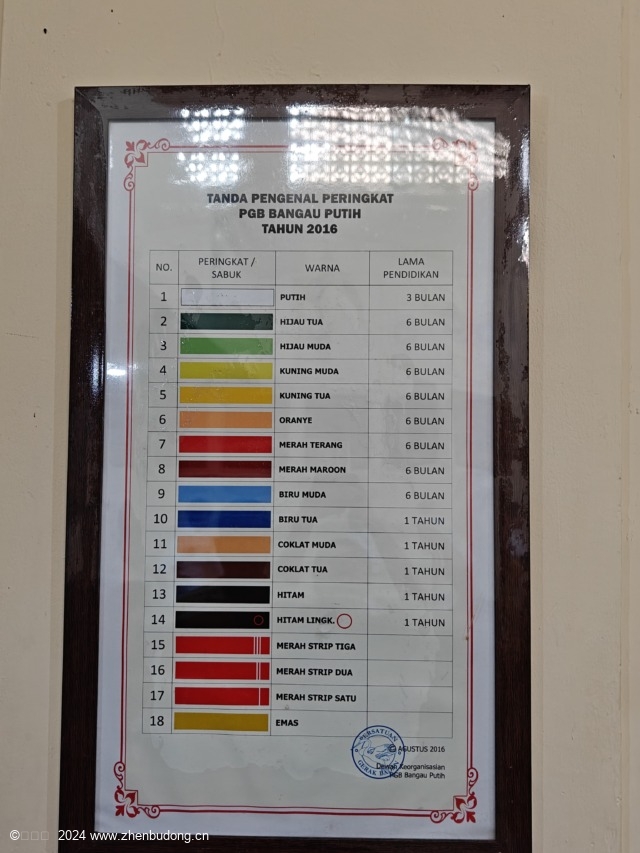 TANDA PENGENAL PERINGKAT
PGB BANGAU PUTIH
TAHUN 2016
NO. PERINGKAT / SABUK WARNA LAMA PENDIDIKAN
1 PUTIH 3 BULAN
2 HIJAU TUA 6 BULAN
3 HIJAU MUDA 6 BULAN
4 KUNING MUDA 6 BULAN
5 KUNING TUA 6 BULAN
6 ORANYE 6 BULAN
7 MERAH TERANG 6 BULAN
8 MERAH MAROON 6 BULAN
9 BIRU MUDA 6 BULAN
10 BIRU TUA 1 TAHUN
11 COKLAT MUDA 1 TAHUN
12 COKLAT TUA 1 TAHUN
13 HITAM 1 TAHUN
14 HITAM LINGK. 1 TAHUN
15 MERAH STRIP TIGA
16 MERAH STRIP DUA
17 MERAH STRIP SATU
18 EMAS
PERSATUAN
GERAK BADAN
AGUSTUS 2016
Dewan Keorganisasian
PGB Bangau Putih
© 2024 www.zhenbudong.cn